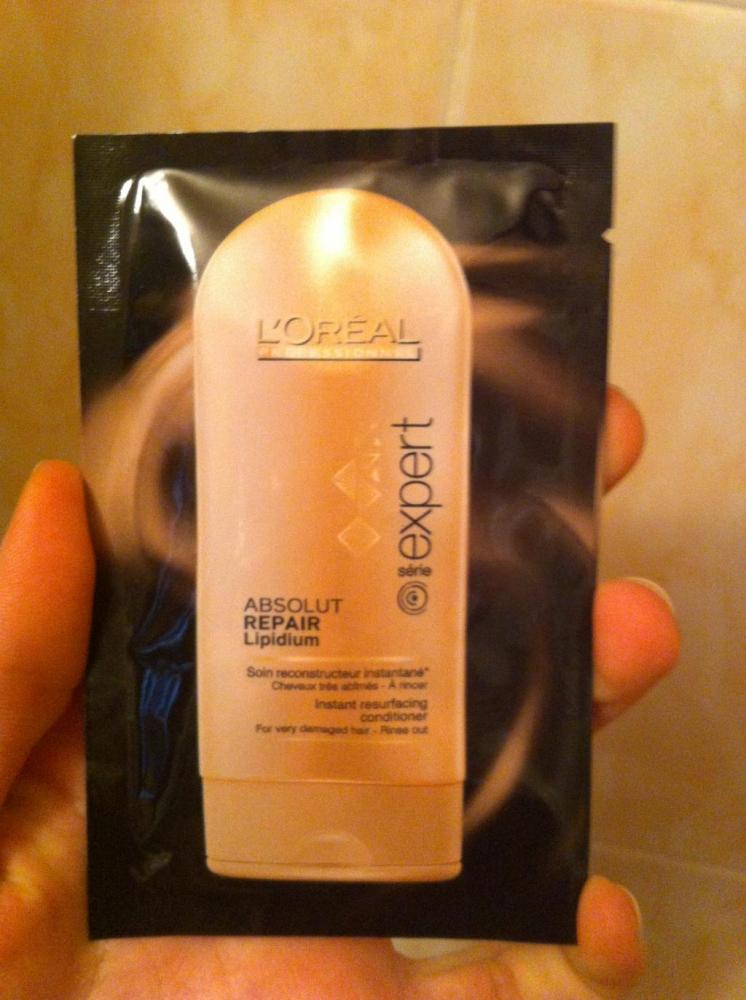 L'ORÉAL
PROFESSIONNEL
série expert
ABSOLUT
REPAIR
Lipidium
Soin reconstructeur instantané*
Cheveux très abîmés - À rincer
Instant resurfacing
conditioner
For very damaged hair - Rinse out